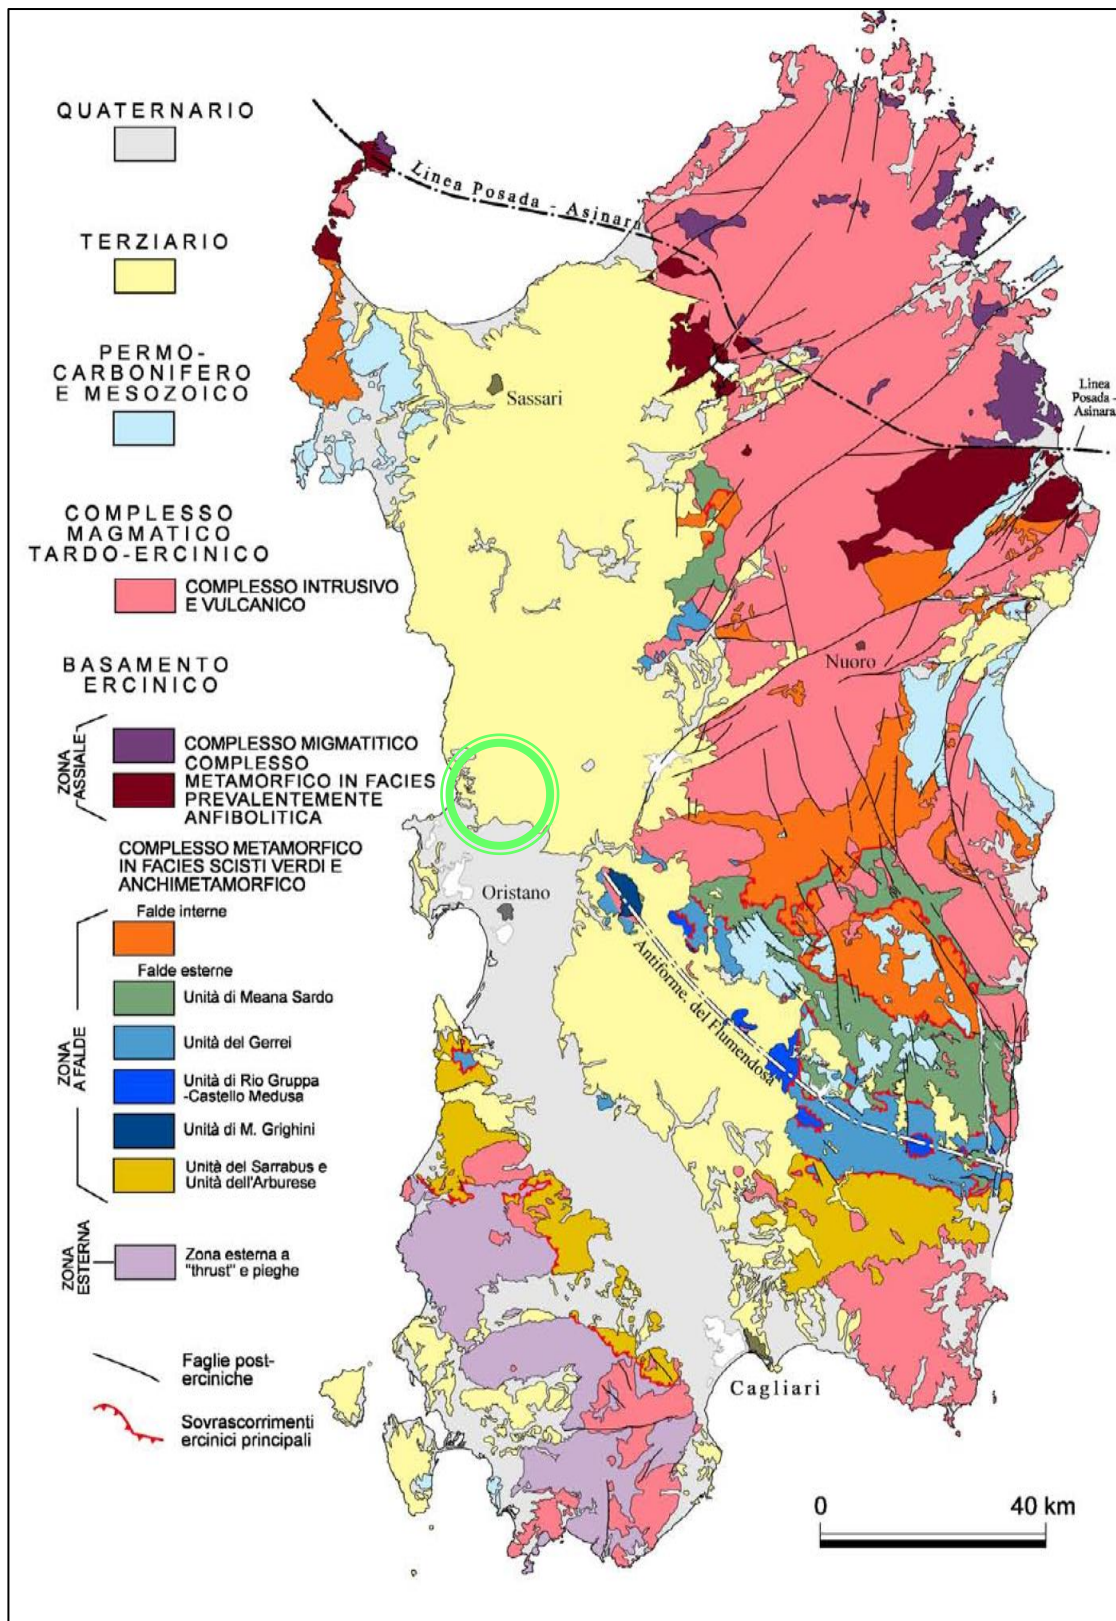 QUATERNARIO
TERZIARIO
PERMO-
CARBONIFERO
E MESOZOICO
COMPLESSO
MAGMATICO
TARDO-ERCINICO
COMPLESSO INTRUSIVO
E VULCANICO
BASAMENTO
ERCINICO
ZONA
ASSIALE
COMPLESSO MIGMATITICO
COMPLESSO
METAMORFICO IN FACIES
PREVALENTEMENTE
ANFIBOLITICA
COMPLESSO METAMORFICO
IN FACIES SCISTI VERDI E
ANCHIMETAMORFICO
ZONA
A FALDE
Falde interne
Falde esterne
Unità di Meana Sardo
Unità del Gerrei
Unità di Rio Gruppa
-Castello Medusa
Unità di M. Grighini
Unità del Sarrabus e
Unità dell'Arburese
ZONA
ESTERNA
Zona esterna a
"thrust" e pieghe
Faglie post-
erciniche
Sovrascorrimenti
ercinici principali
Linea Posada - Asinara
Sassari
Linea
Posada -
Asinara
Nuoro
Oristano
Antiforme. del Flumendosa
Cagliari
0 40 km